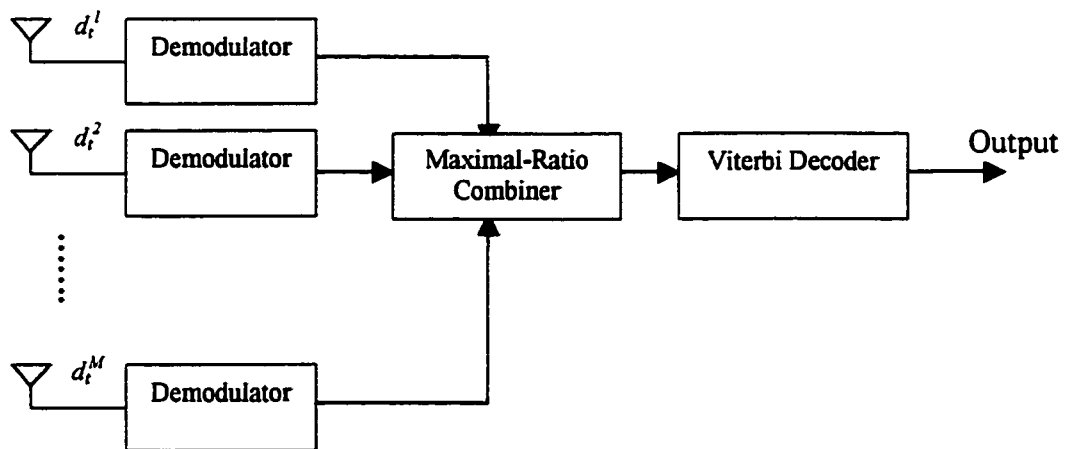 d_t^1
Demodulator
d_t^2
Demodulator
Maximal-Ratio
Combiner
Viterbi Decoder
Output
d_t^M
Demodulator